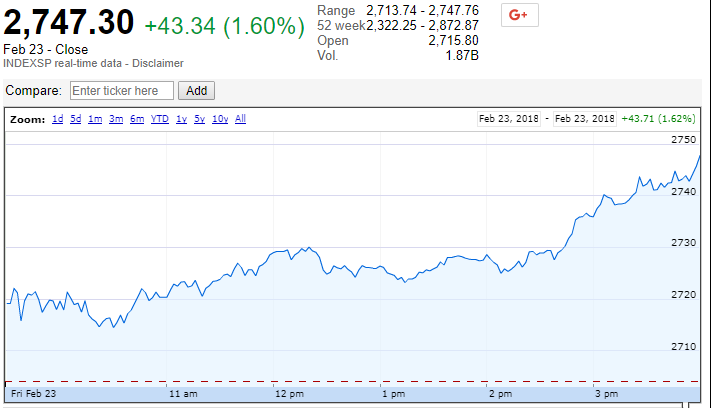 2,747.30 +43.34 (1.60%)
Feb 23 - Close
INDEXSP real-time data - Disclaimer
Range 2,713.74 - 2,747.76
52 week 2,322.25 - 2,872.87
Open 2,715.80
Vol. 1.87B
G+
Compare: Enter ticker here Add
Zoom: 1d 5d 1m 3m 6m YTD 1y 5y 10y All Feb 23, 2018 - Feb 23, 2018 +43.71 (1.62%)
2750
2740
2730
2720
2710
Fri Feb 23 11 am 12 pm 1 pm 2 pm 3 pm